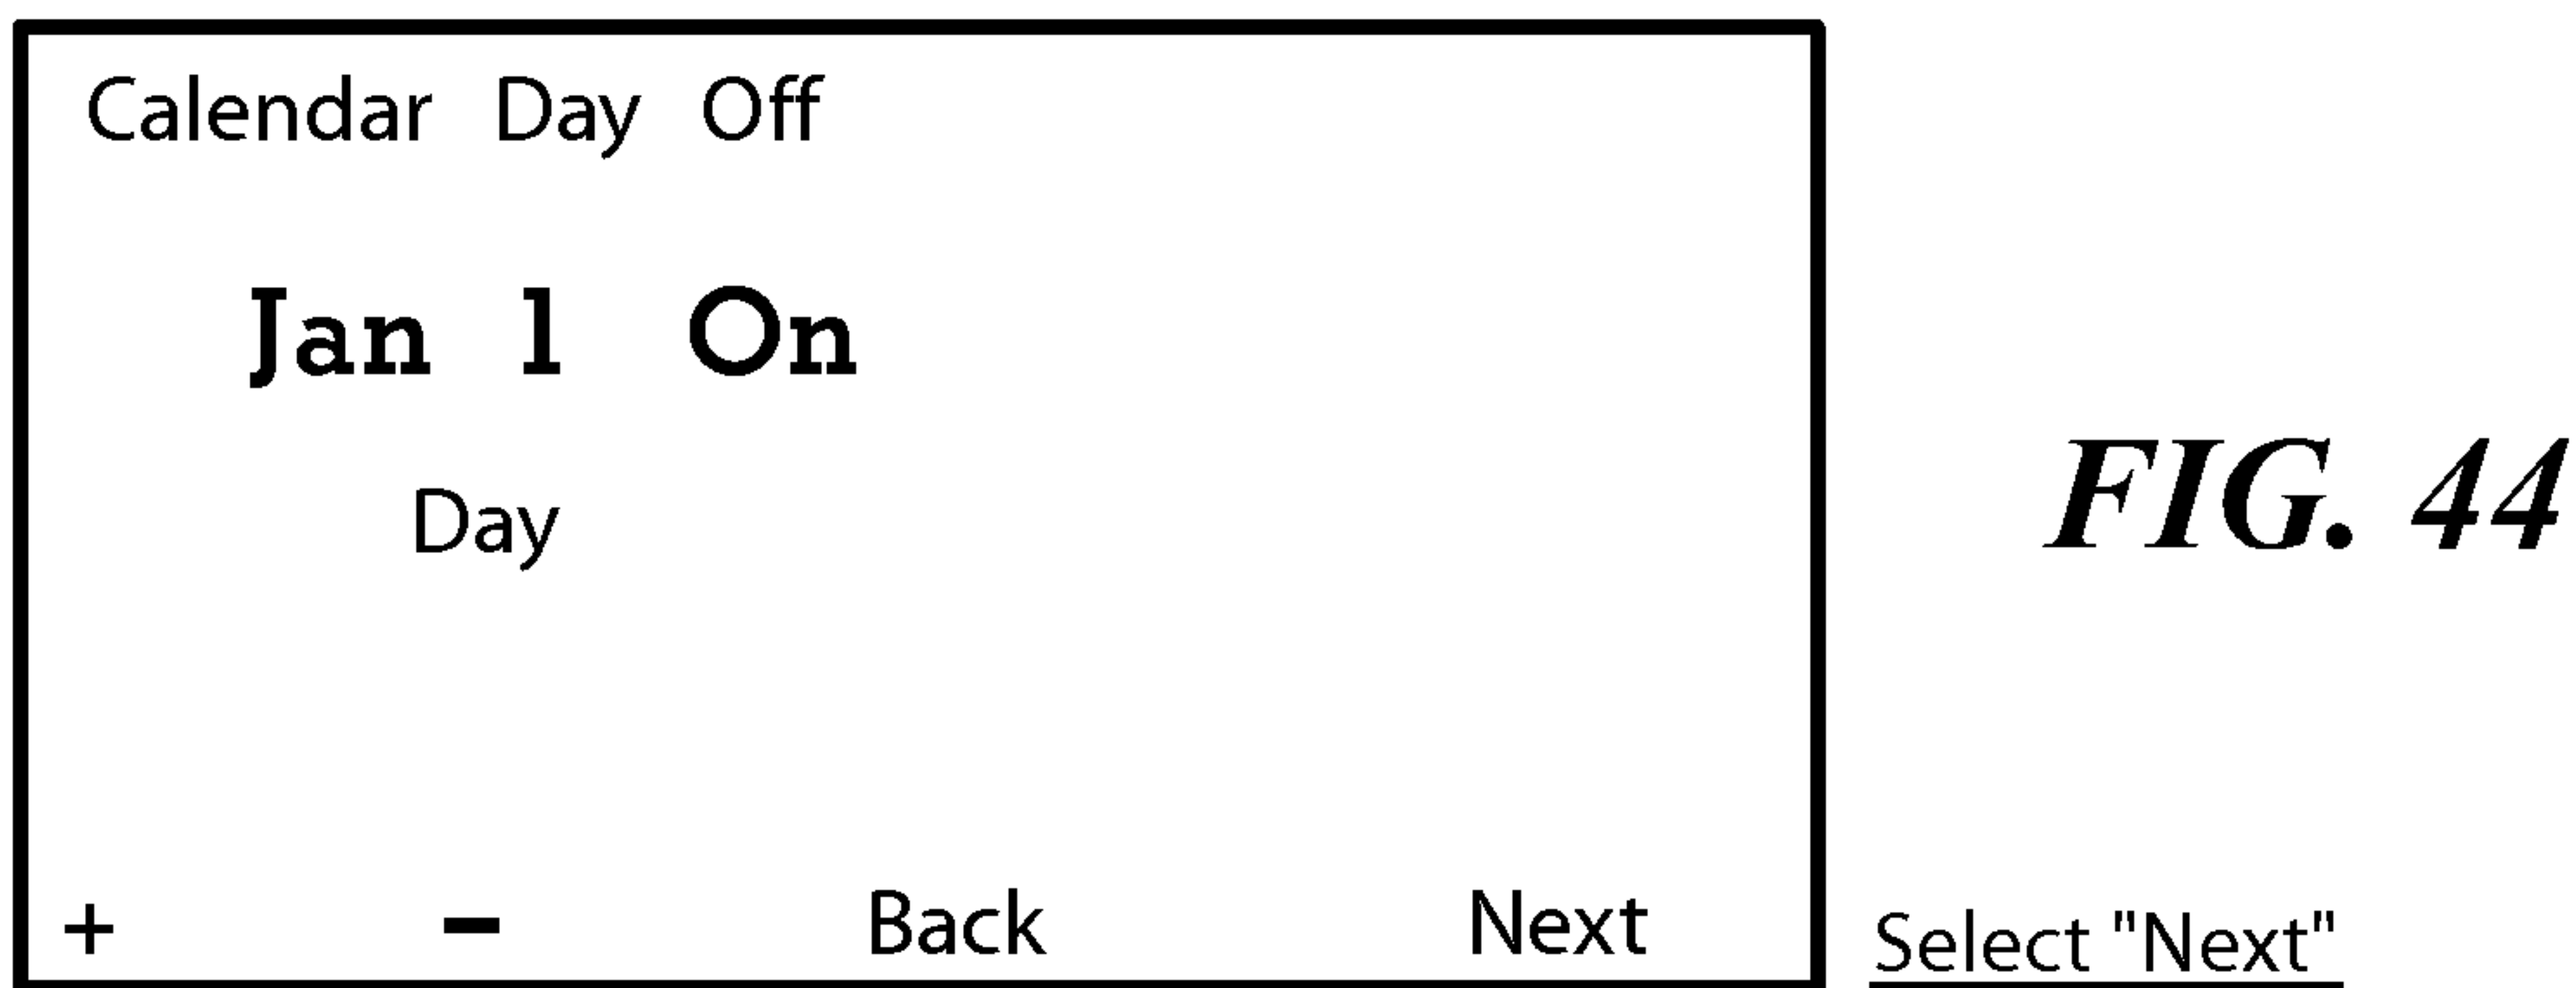 Calendar Day Off
Jan 1 On
Day
+ - Back Next
FIG. 44
Select "Next"